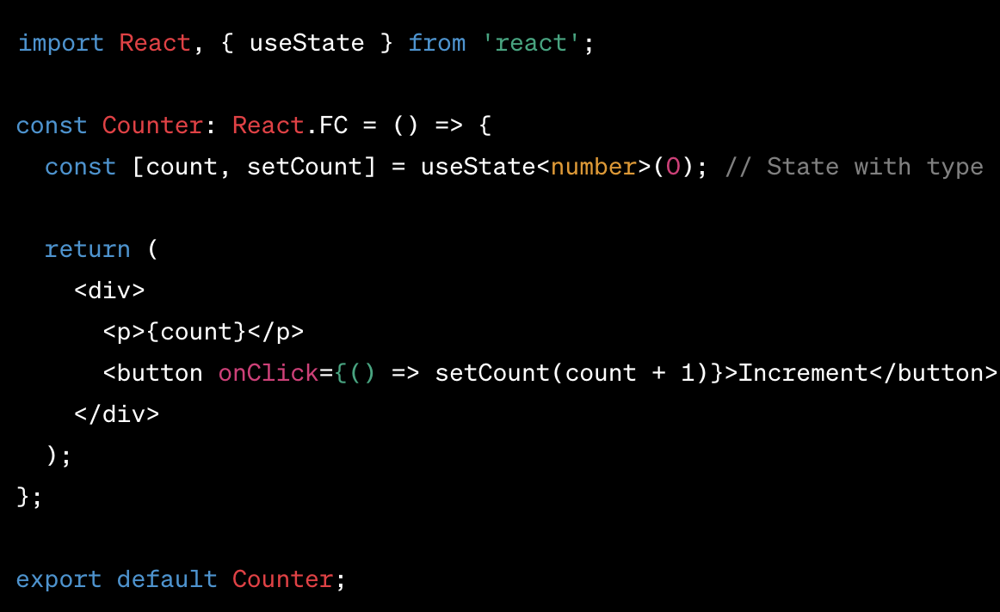 import React, { useState } from 'react';
const Counter: React.FC = () => {
const [count, setCount] = useState<number>(0); // State with type
return (
<div>
<p>{count}</p>
<button onClick={() => setCount(count + 1)}>Increment</button>
</div>
);
};
export default Counter;